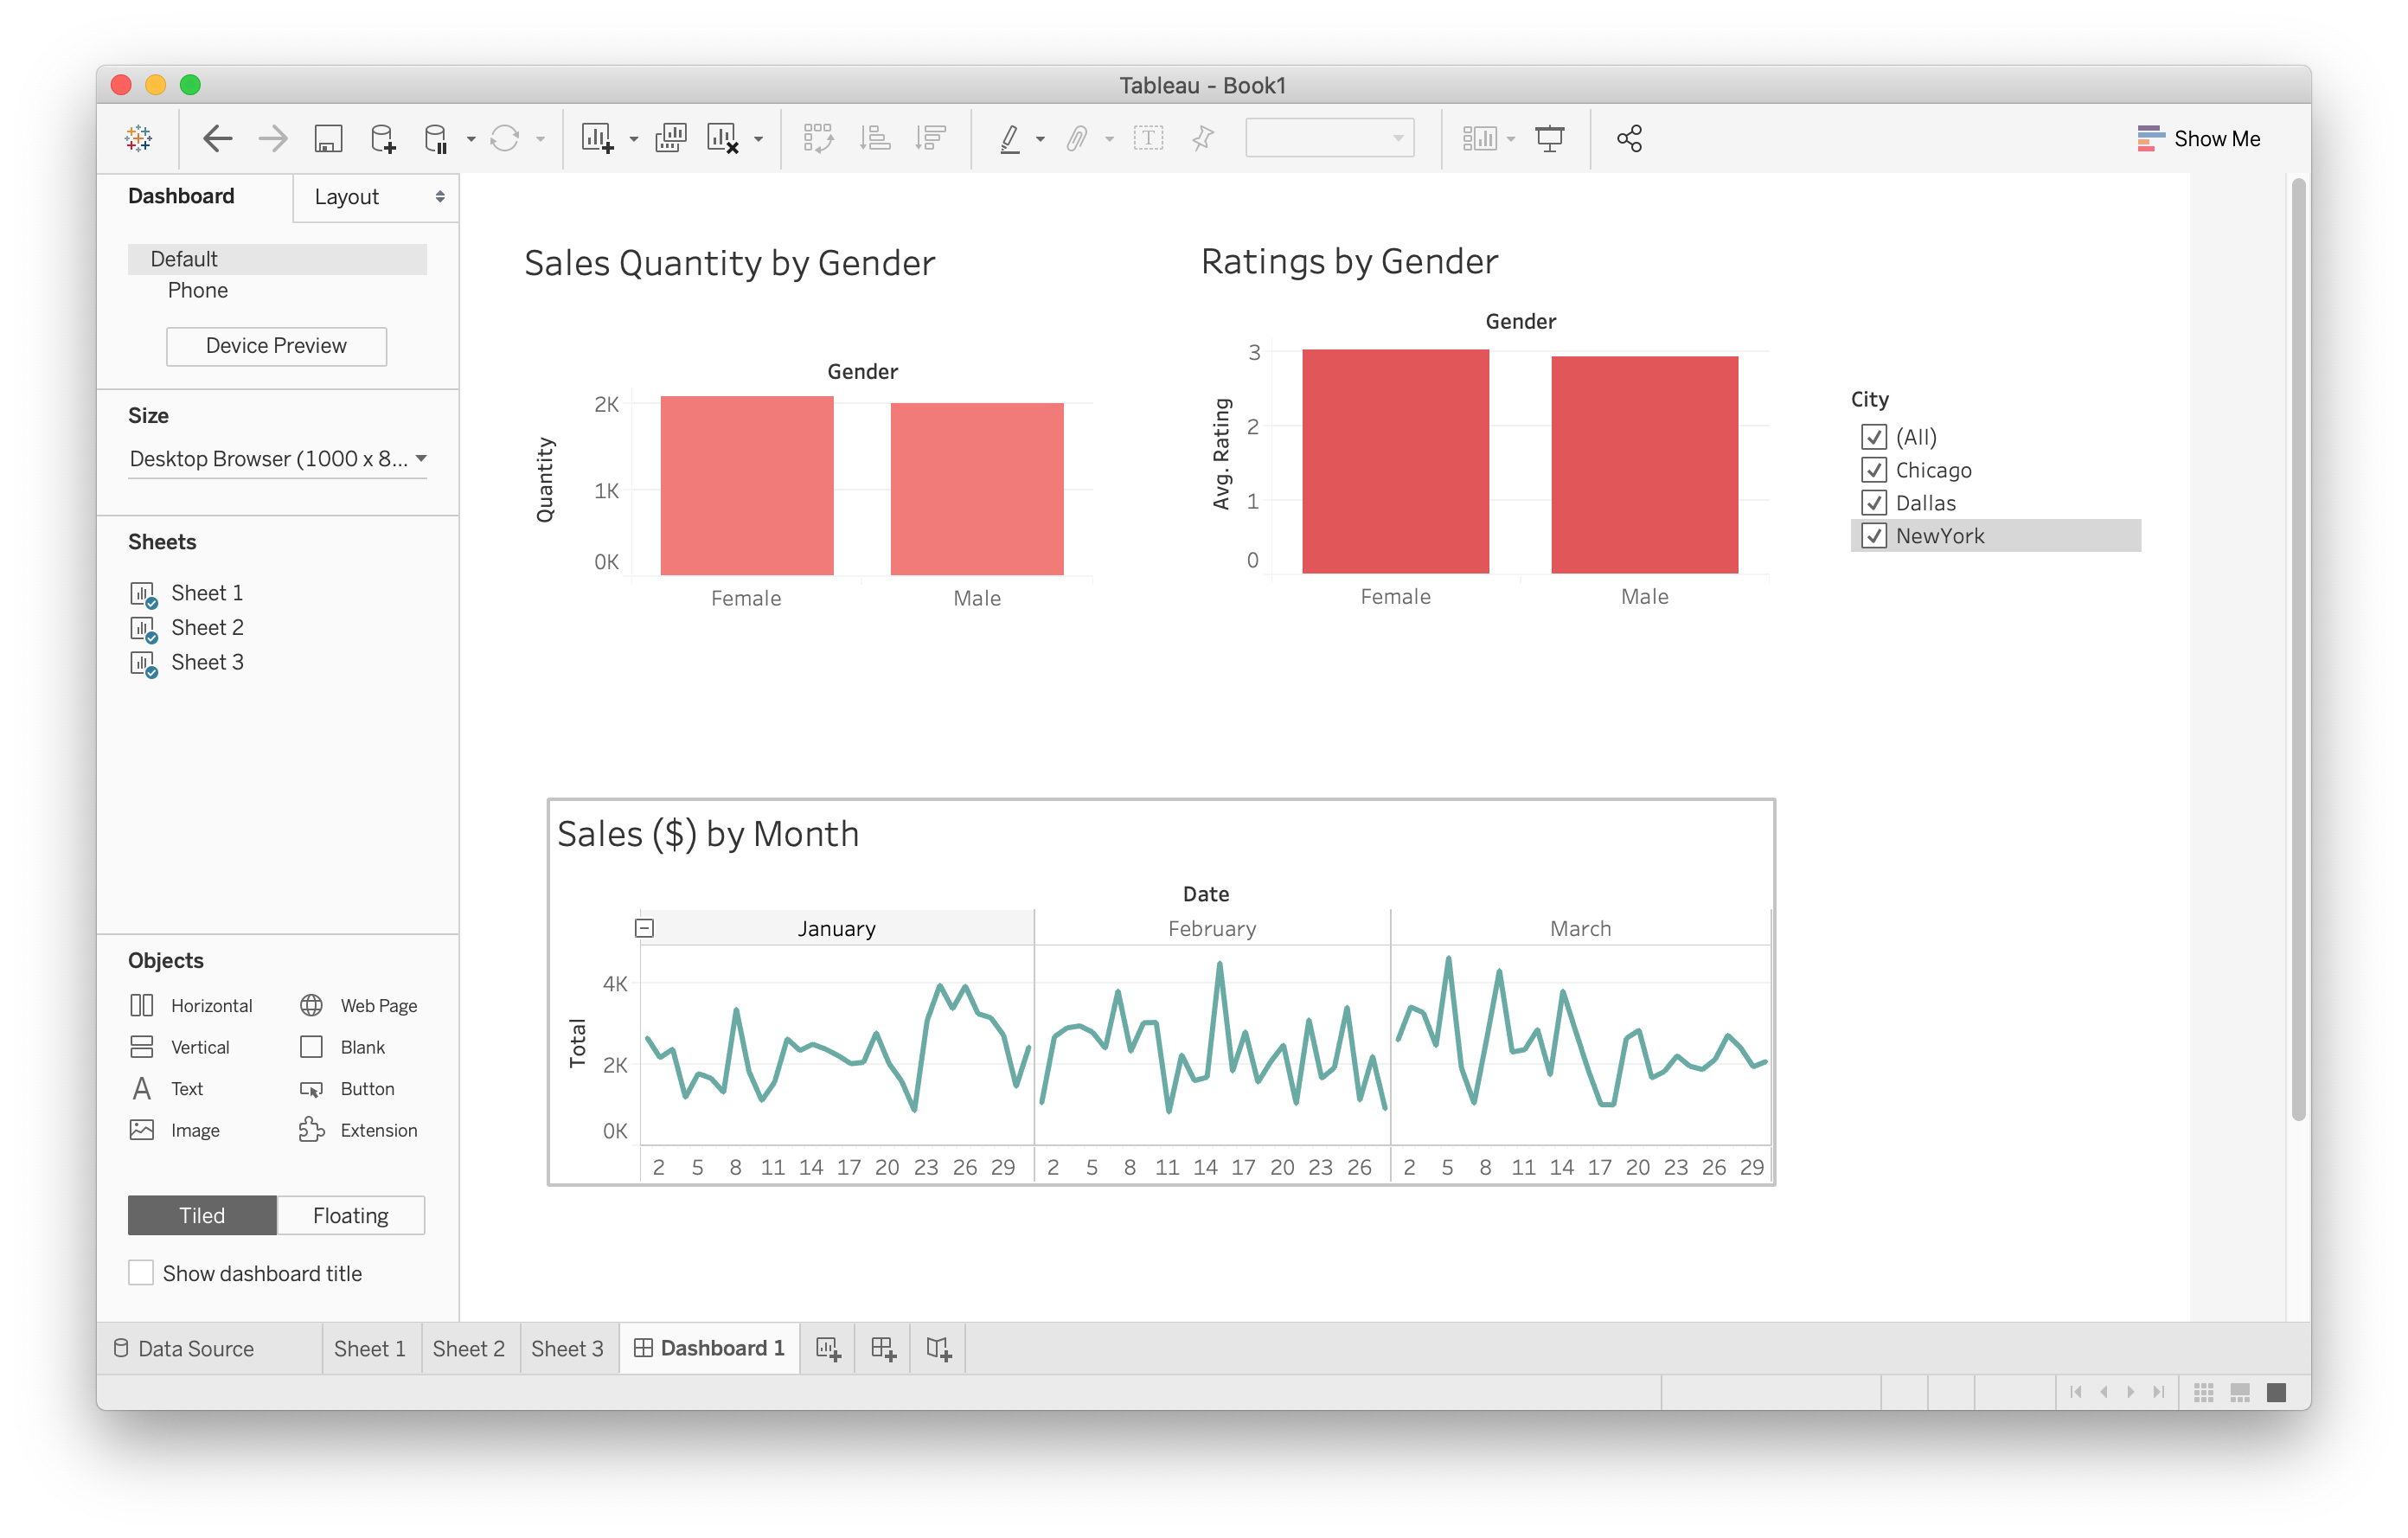 Tableau - Book1
Show Me
Dashboard
Layout
Default
Phone
Device Preview
Size
Desktop Browser (1000 x 8...
Sheets
Sheet 1
Sheet 2
Sheet 3
Objects
Horizontal
Web Page
Vertical
Blank
Text
Button
Image
Extension
Tiled
Floating
Show dashboard title
Sales Quantity by Gender
Gender
Quantity
2K
1K
0K
Female
Male
Ratings by Gender
Gender
Avg. Rating
3
2
1
0
Female
Male
City
(All)
Chicago
Dallas
NewYork
Sales ($) by Month
Date
January
February
March
Total
4K
2K
0K
2 5 8 11 14 17 20 23 26 29 2 5 8 11 14 17 20 23 26 2 5 8 11 14 17 20 23 26 29
Data Source
Sheet 1
Sheet 2
Sheet 3
Dashboard 1